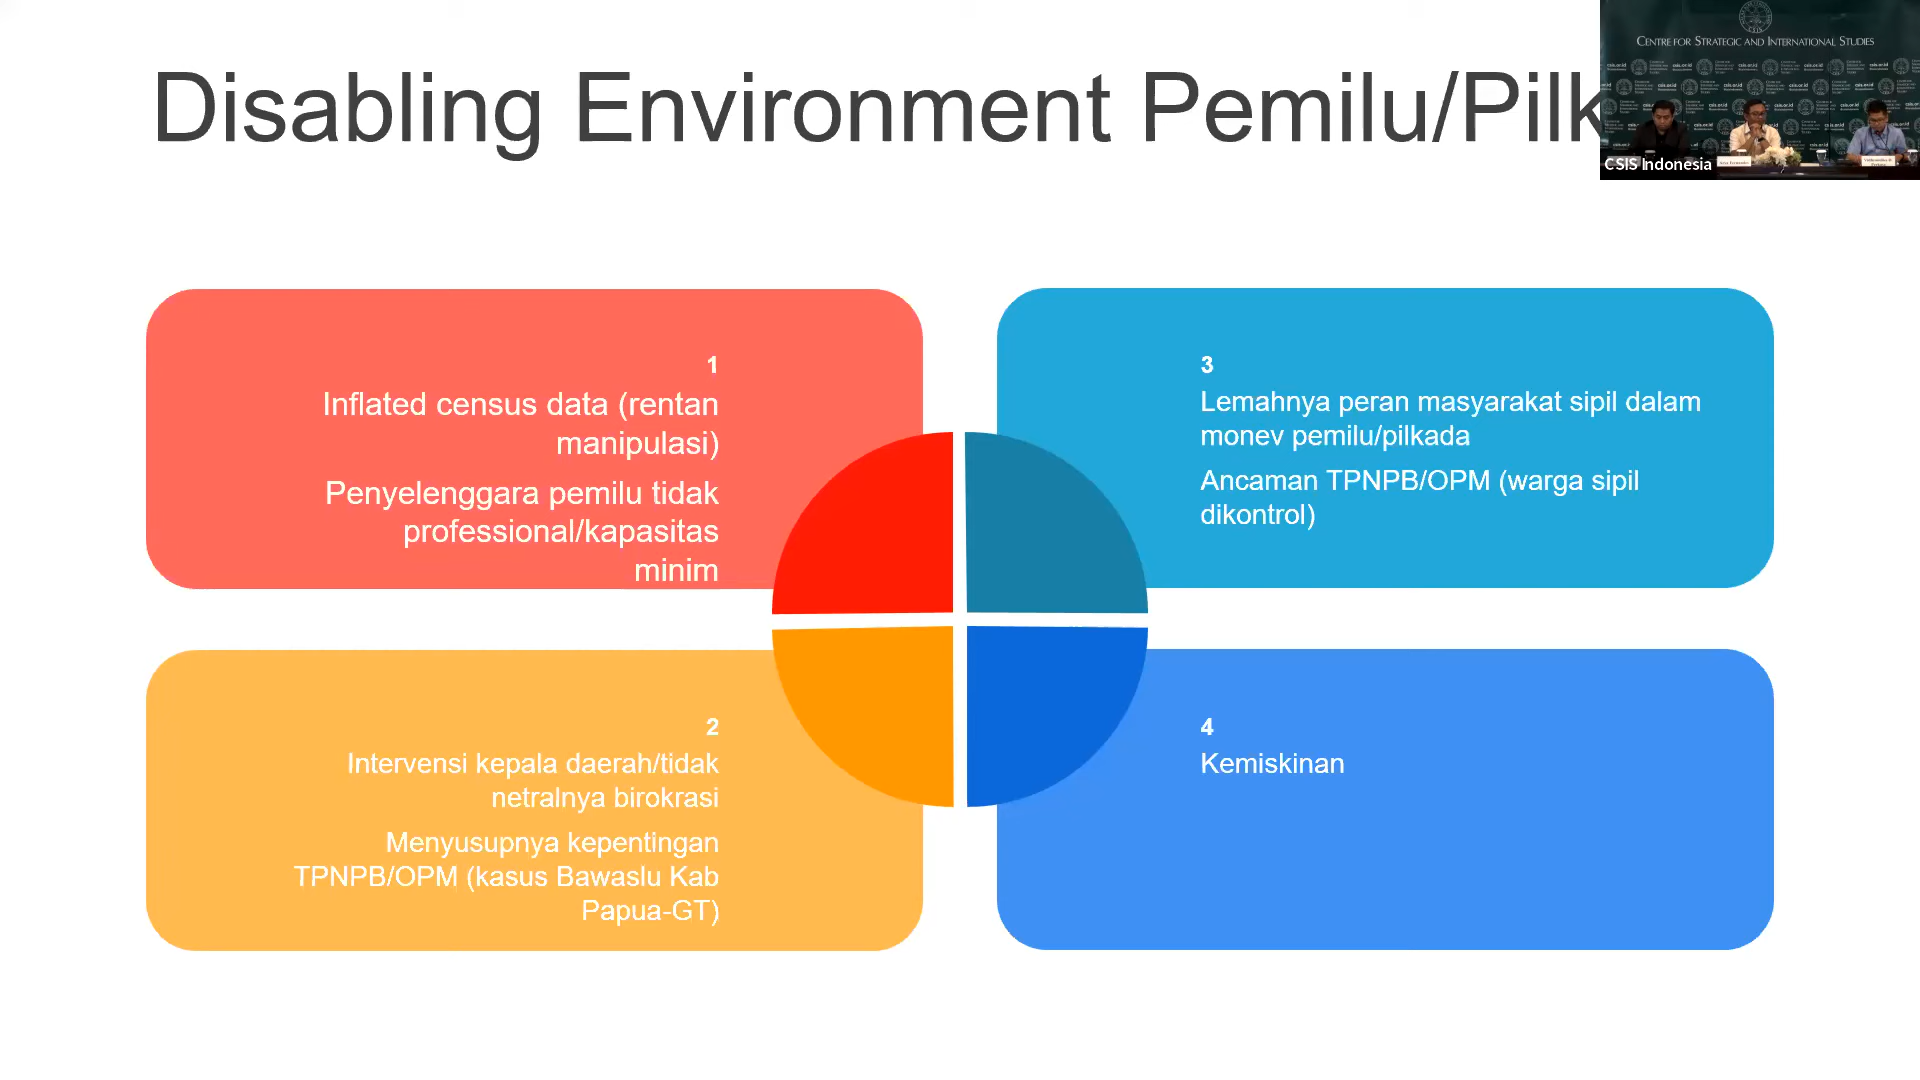 Disabling Environment Pemilu/Pilk
CENTRE FOR STRATEGIC AND INTERNATIONAL STUDIES
CSIS Indonesia
1
Inflated census data (rentan
manipulasi)
Penyelenggara pemilu tidak
professional/kapasitas
minim
2
Intervensi kepala daerah/tidak
netralnya birokrasi
Menyusupnya kepentingan
TPNPB/OPM (kasus Bawaslu Kab
Papua-GT)
3
Lemahnya peran masyarakat sipil dalam
monev pemilu/pilkada
Ancaman TPNPB/OPM (warga sipil
dikontrol)
4
Kemiskinan